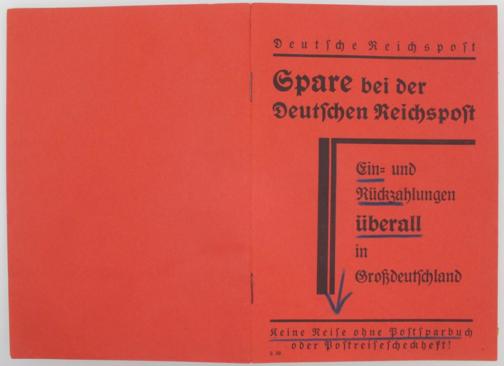 Deutsche Reichspost
Spare bei der
Deutschen Reichspost
Ein= und
Rückzahlungen
überall
in
Großdeutschland
Keine Reise ohne Postsparbuch
oder Postreisescheckheft!